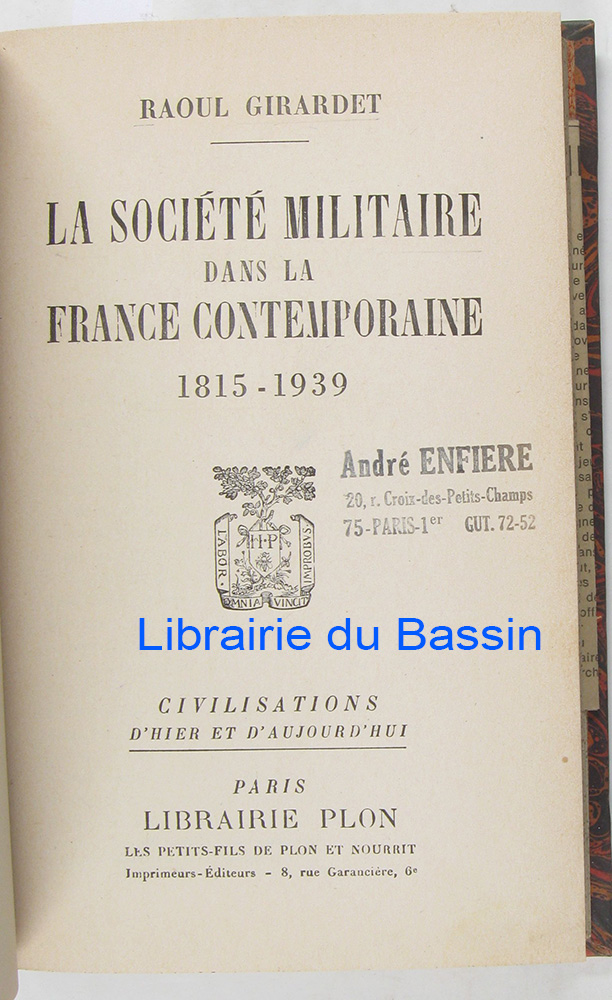 RAOUL GIRARDET
LA SOCIÉTÉ MILITAIRE
DANS LA
FRANCE CONTEMPORAINE
1815-1939
André ENFIERE
20, r. Croix-des-Petits-Champs
75-PARIS-1er GUT. 72-52
H·P
LABOR
OMNIA VINCIT
IMPROBVS
Librairie du Bassin
CIVILISATIONS
D'HIER ET D'AUJOURD'HUI
PARIS
LIBRAIRIE PLON
LES PETITS-FILS DE PLON ET NOURRIT
Imprimeurs-Éditeurs - 8, rue Garancière, 6e